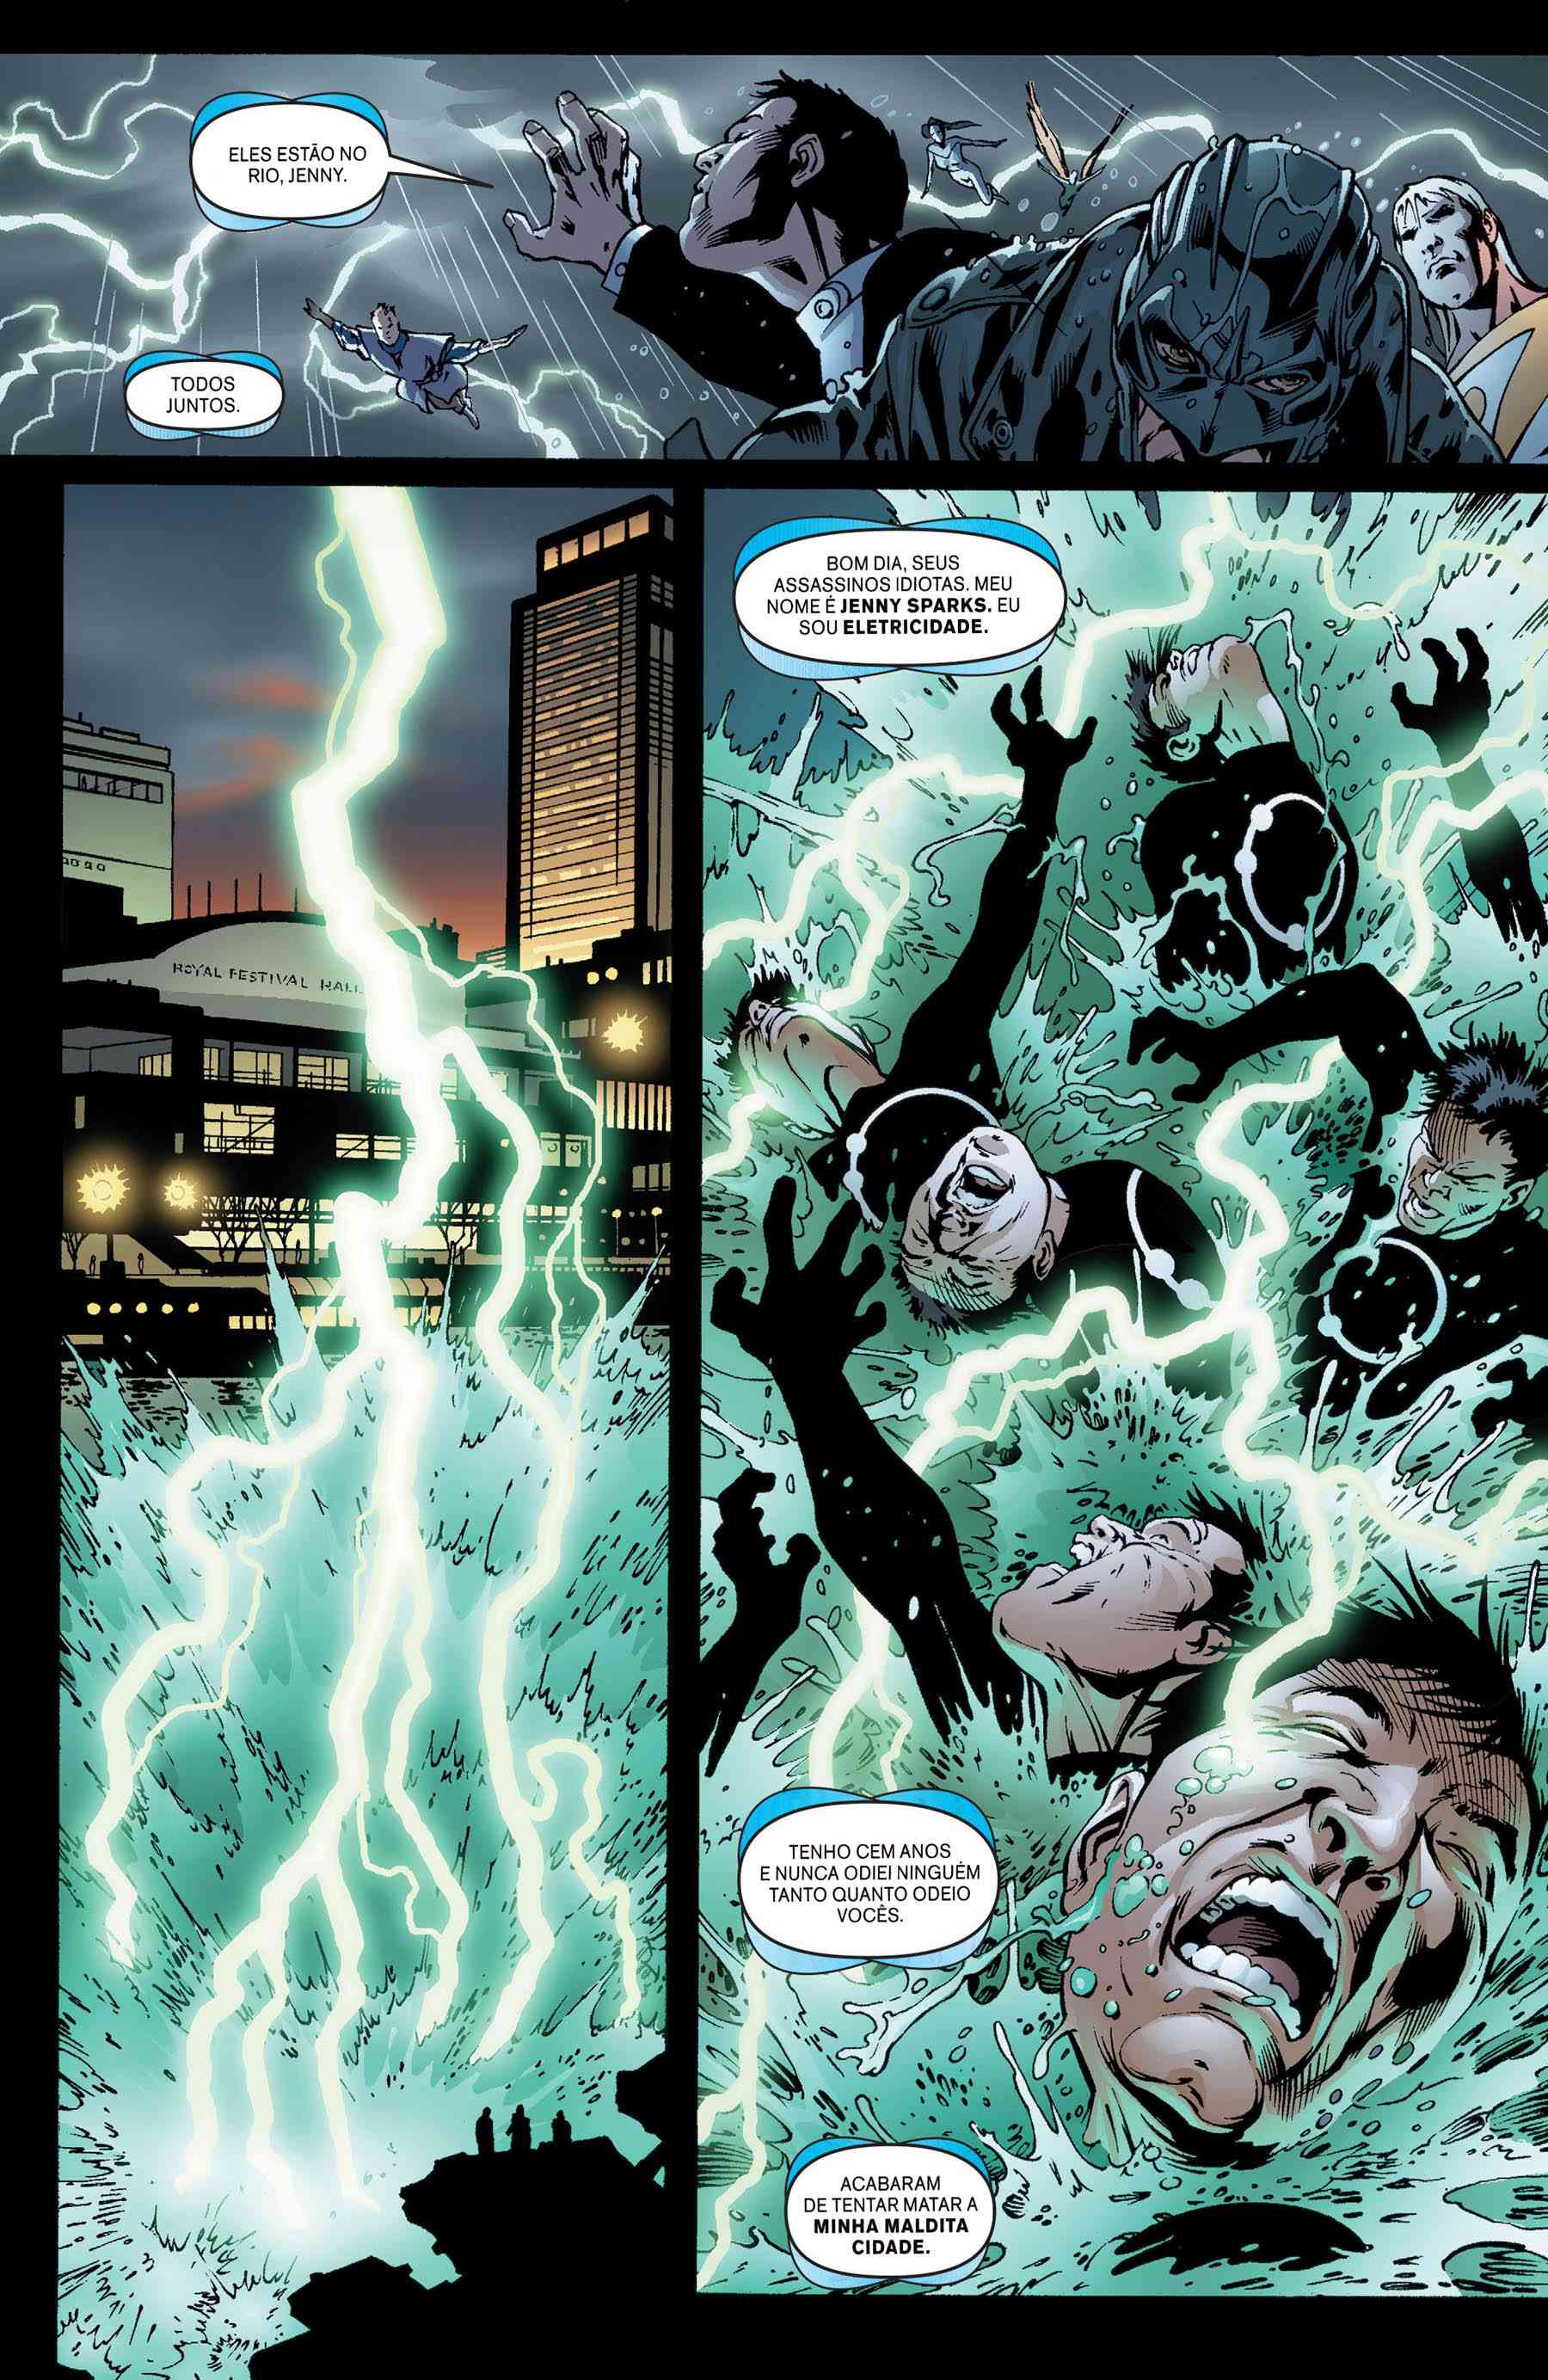 ELES ESTÃO NO
RIO, JENNY.
TODOS
JUNTOS.
ROYAL FESTIVAL HALL
BOM DIA, SEUS
ASSASSINOS IDIOTAS. MEU
NOME É JENNY SPARKS. EU
SOU ELETRICIDADE.
TENHO CEM ANOS
E NUNCA ODIEI NINGUÉM
TANTO QUANTO ODEIO
VOCÊS.
ACABARAM
DE TENTAR MATAR A
MINHA MALDITA
CIDADE.